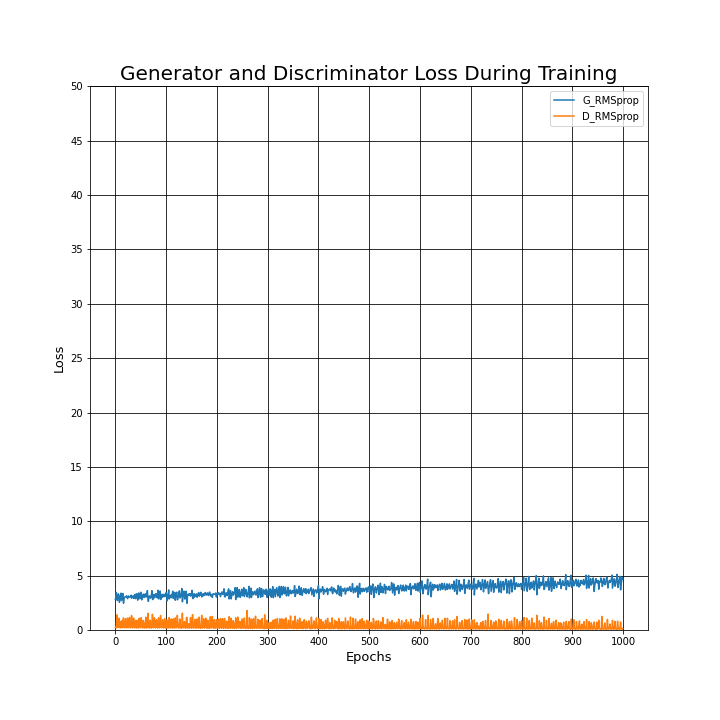 Generator and Discriminator Loss During Training
G_RMSprop
D_RMSprop
50
45
40
35
30
25
20
15
10
5
0
Loss
0 100 200 300 400 500 600 700 800 900 1000
Epochs